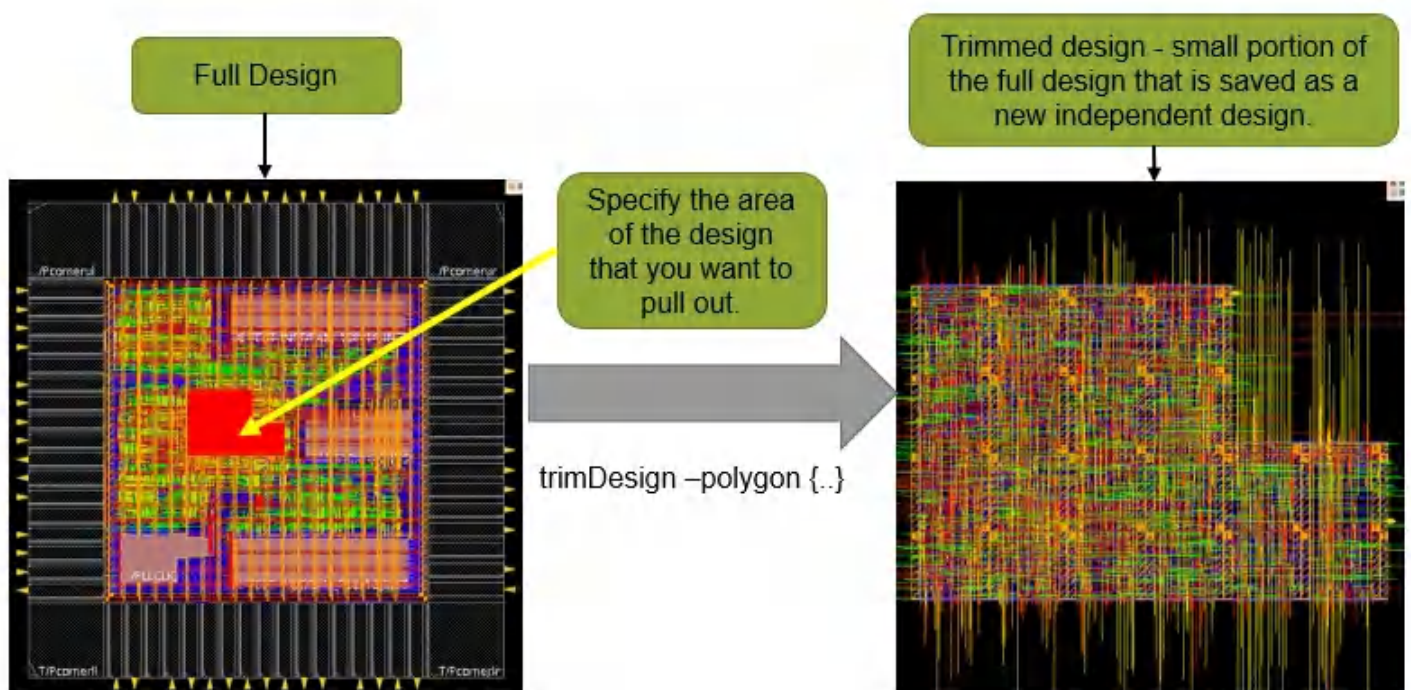 Full Design
Trimmed design - small portion of
the full design that is saved as a
new independent design.
Specify the area
of the design
that you want to
pull out.
trimDesign –polygon {..}
/Pcornerul
/Pcornerur
/PLLCLK
T/Pcornerll
T/Pcornerlr